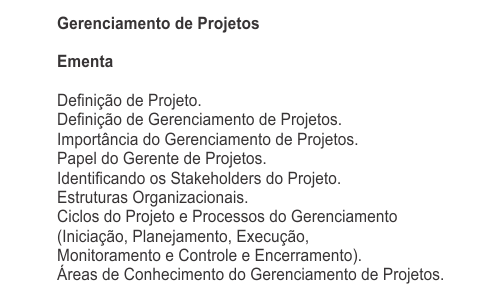 Gerenciamento de Projetos
Ementa
Definição de Projeto.
Definição de Gerenciamento de Projetos.
Importância do Gerenciamento de Projetos.
Papel do Gerente de Projetos.
Identificando os Stakeholders do Projeto.
Estruturas Organizacionais.
Ciclos do Projeto e Processos do Gerenciamento
(Iniciação, Planejamento, Execução,
Monitoramento e Controle e Encerramento).
Áreas de Conhecimento do Gerenciamento de Projetos.